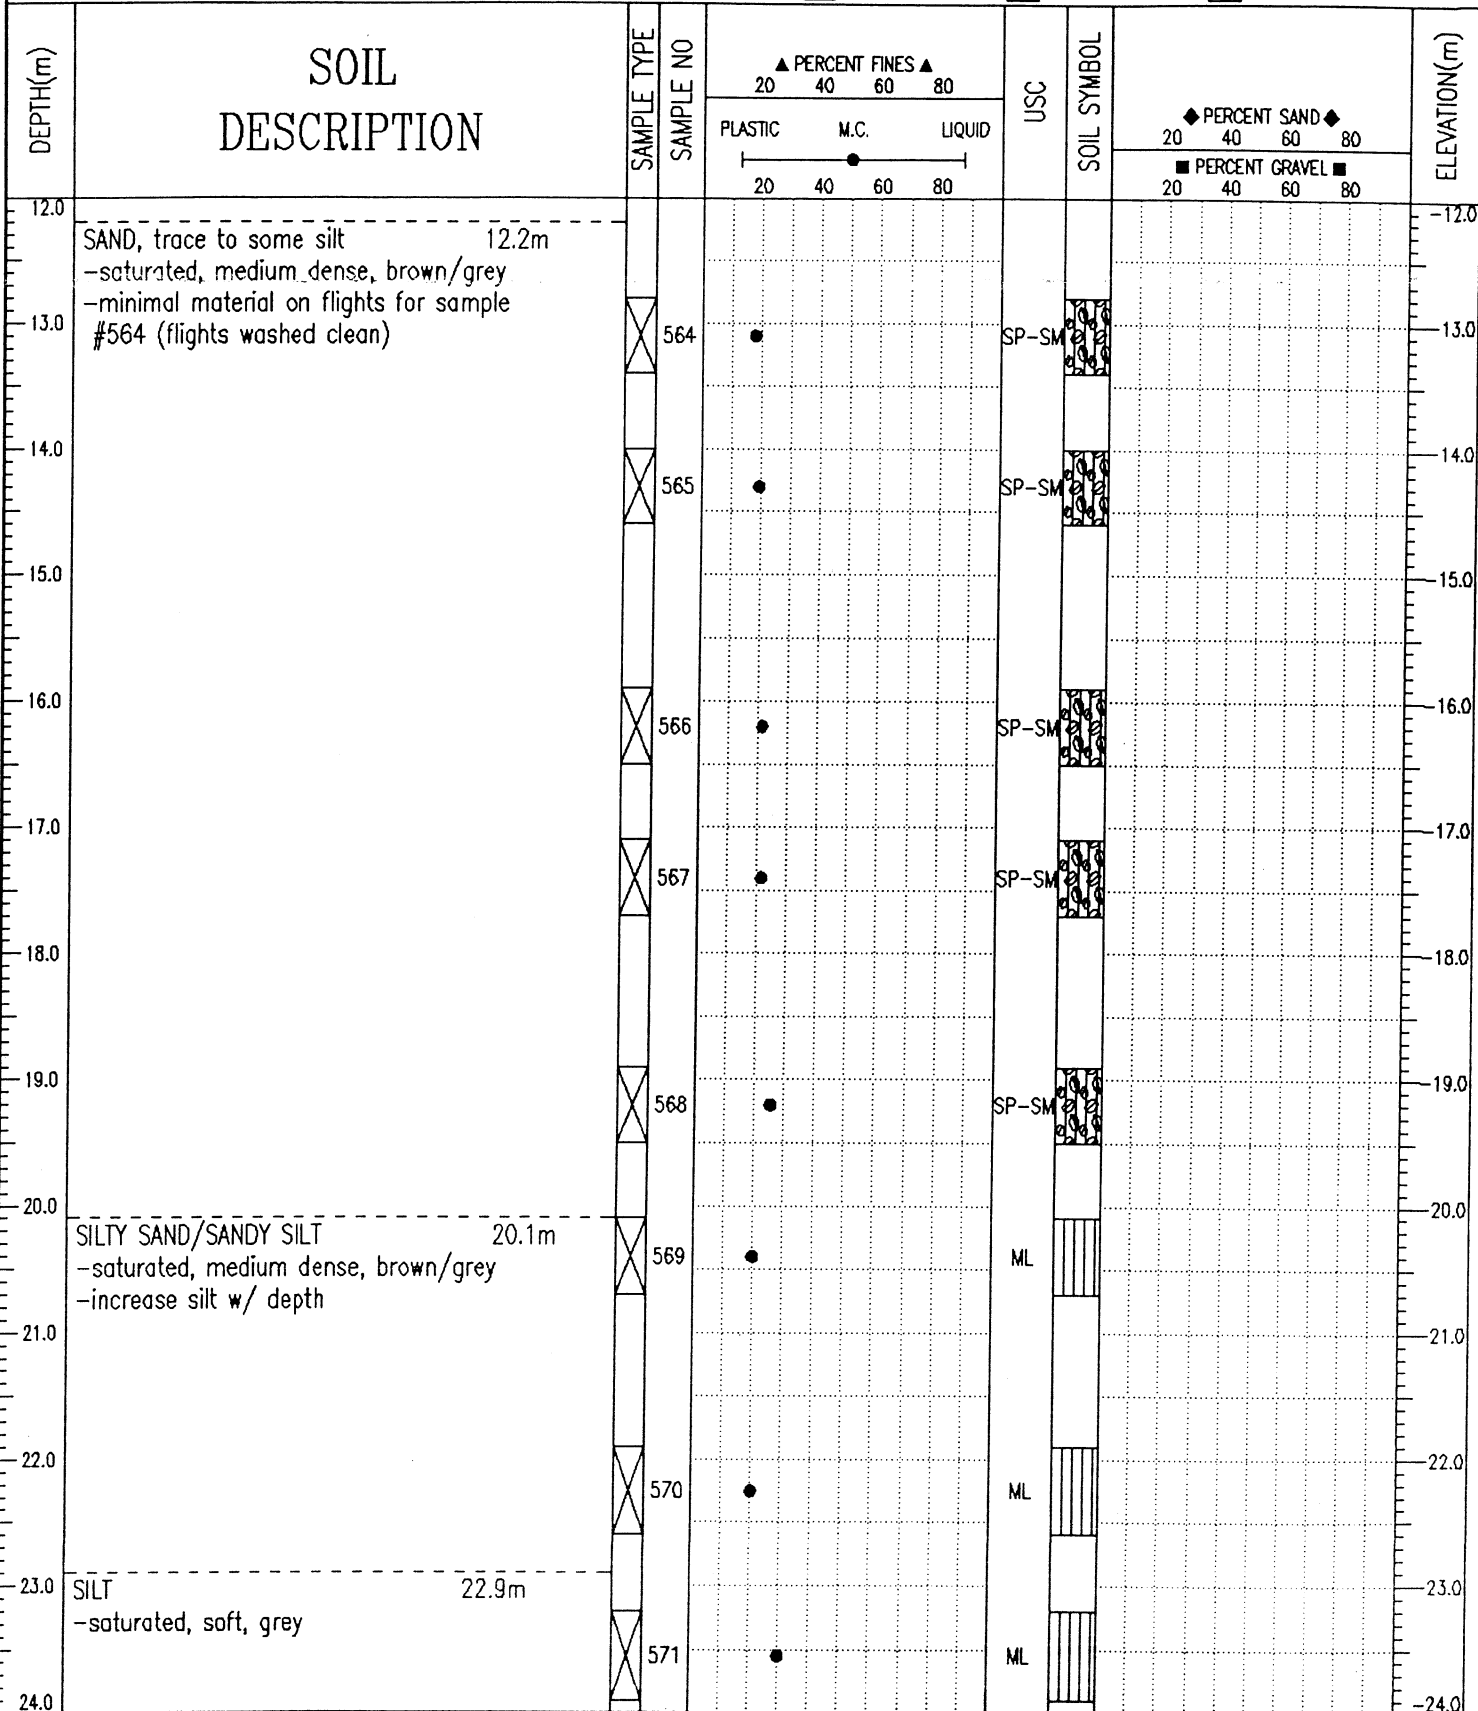 DEPTH(m)
SOIL
DESCRIPTION
SAMPLE TYPE
SAMPLE NO
▲ PERCENT FINES ▲
20 40 60 80
PLASTIC M.C. LIQUID
20 40 60 80
USC
SOIL SYMBOL
◆ PERCENT SAND ◆
20 40 60 80
■ PERCENT GRAVEL ■
20 40 60 80
ELEVATION(m)
12.0 -12.0
SAND, trace to some silt 12.2m
-saturated, medium dense, brown/grey
-minimal material on flights for sample
#564 (flights washed clean)
13.0 564 SP-SM -13.0
14.0 -14.0
565 SP-SM
15.0 -15.0
16.0 -16.0
566 SP-SM
17.0 -17.0
567 SP-SM
18.0 -18.0
19.0 -19.0
568 SP-SM
20.0 -20.0
SILTY SAND/SANDY SILT 20.1m
-saturated, medium dense, brown/grey
-increase silt w/ depth
569 ML
21.0 -21.0
22.0 -22.0
570 ML
23.0 -23.0
SILT 22.9m
-saturated, soft, grey
571 ML
24.0 -24.0